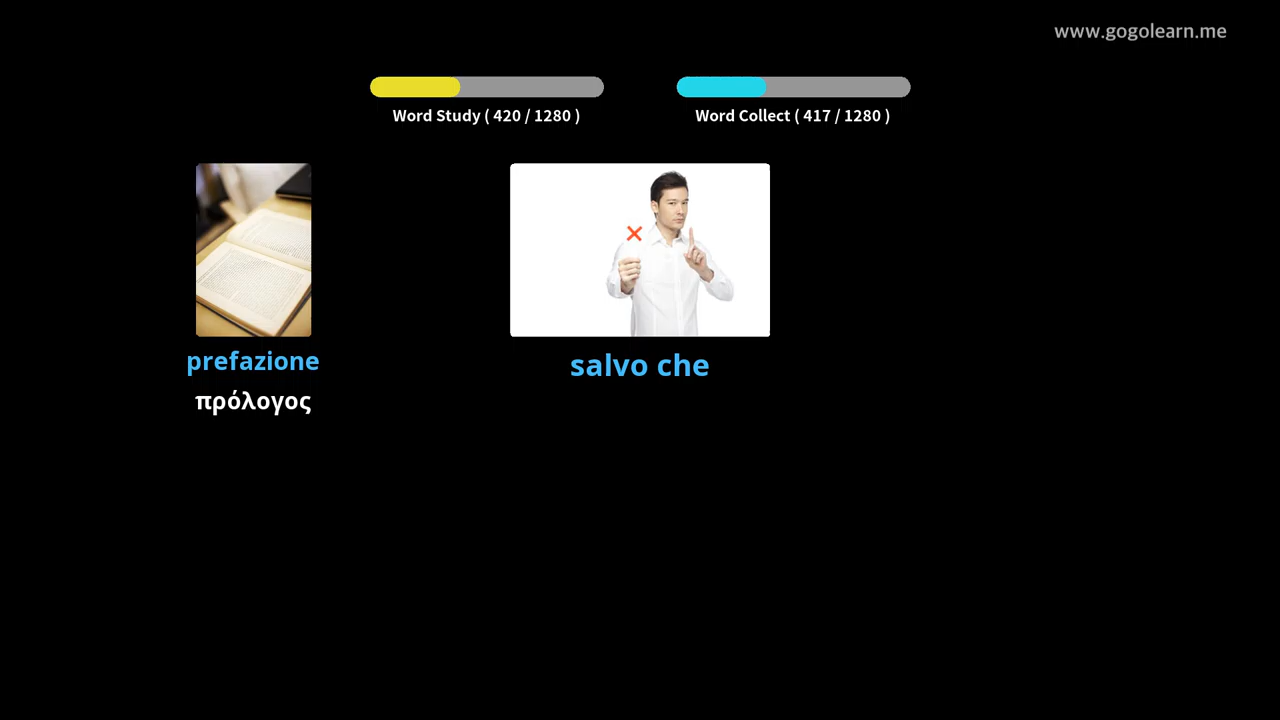 www.gogolearn.me
Word Study ( 420 / 1280 )
Word Collect ( 417 / 1280 )
prefazione
πρόλογος
salvo che